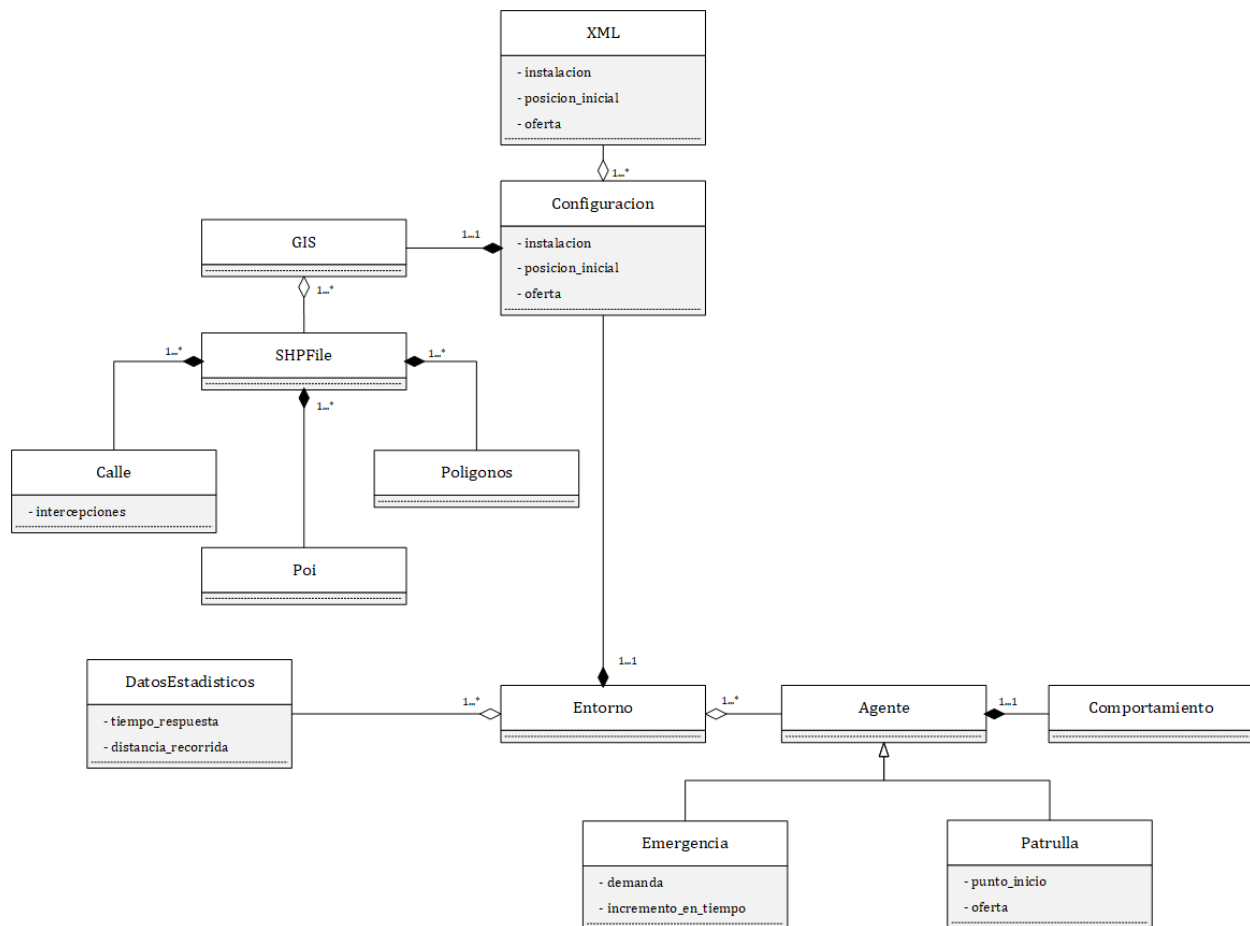 XML
- instalacion
- posicion_inicial
- oferta
1...*
Configuracion
- instalacion
- posicion_inicial
- oferta
1...1
GIS
1...*
SHPFile
1...*
1...*
1...*
Calle
- intercepciones
Poligonos
Poi
1...1
DatosEstadisticos
- tiempo_respuesta
- distancia_recorrida
1...*
Entorno
1...*
Agente
1...1
Comportamiento
Emergencia
- demanda
- incremento_en_tiempo
Patrulla
- punto_inicio
- oferta